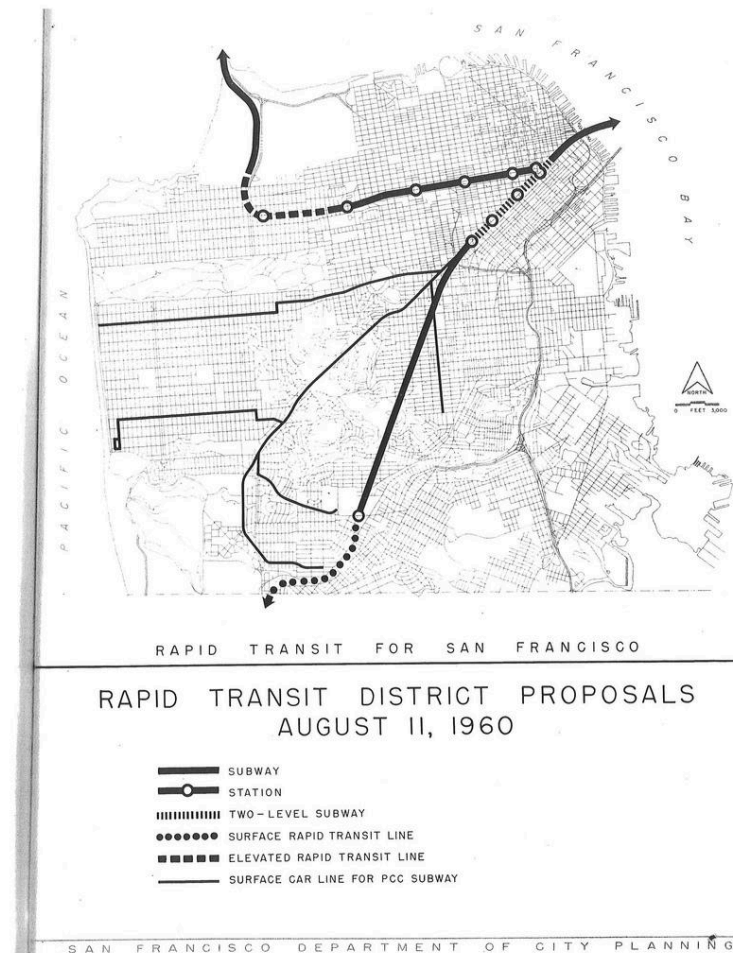 SAN FRANCISCO BAY
PACIFIC OCEAN
NORTH
0 FEET 3,000
RAPID TRANSIT FOR SAN FRANCISCO
RAPID TRANSIT DISTRICT PROPOSALS
AUGUST 11, 1960
SUBWAY
STATION
TWO-LEVEL SUBWAY
SURFACE RAPID TRANSIT LINE
ELEVATED RAPID TRANSIT LINE
SURFACE CAR LINE FOR PCC SUBWAY
SAN FRANCISCO DEPARTMENT OF CITY PLANNING